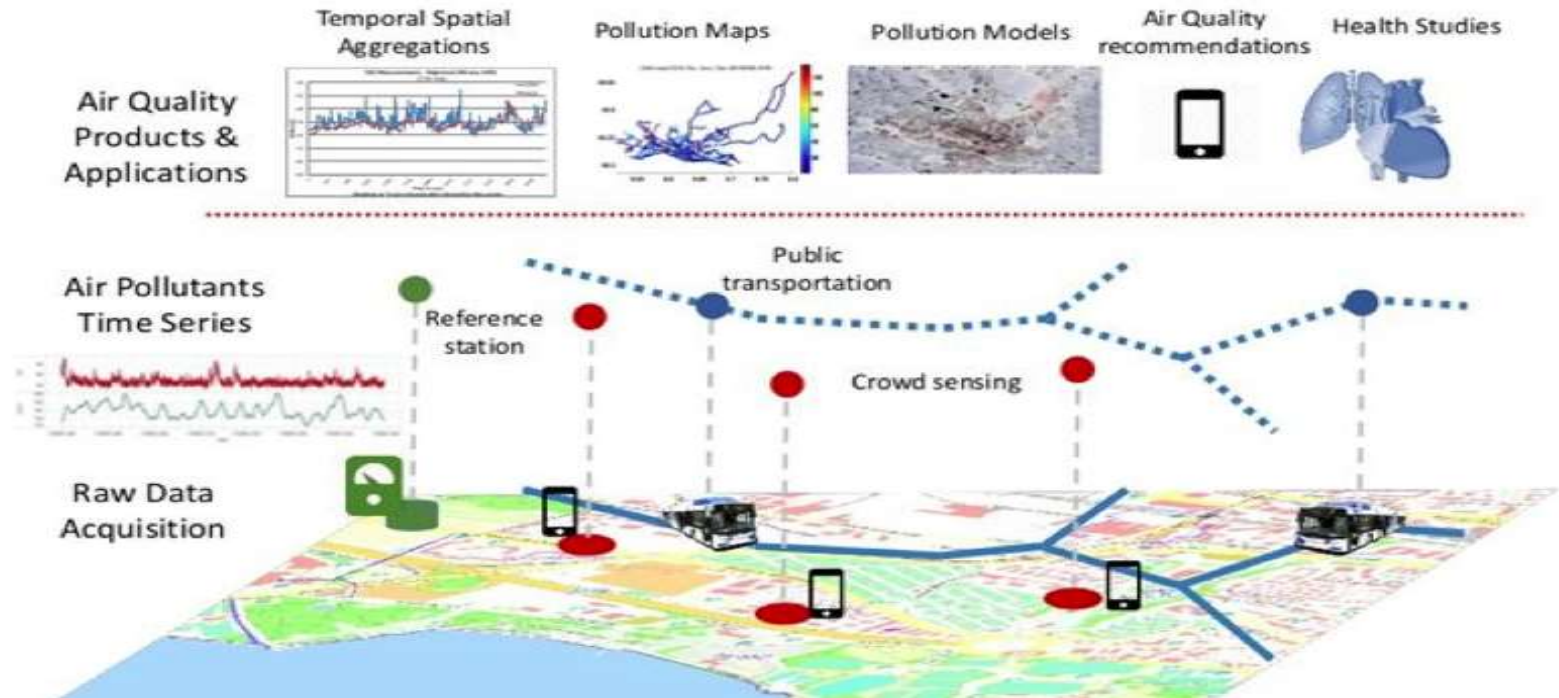 Temporal Spatial
Aggregations
Pollution Maps
Pollution Models
Air Quality
recommendations
Health Studies
Air Quality
Products &
Applications
Air Pollutants
Time Series
Reference
station
Public
transportation
Crowd sensing
Raw Data
Acquisition